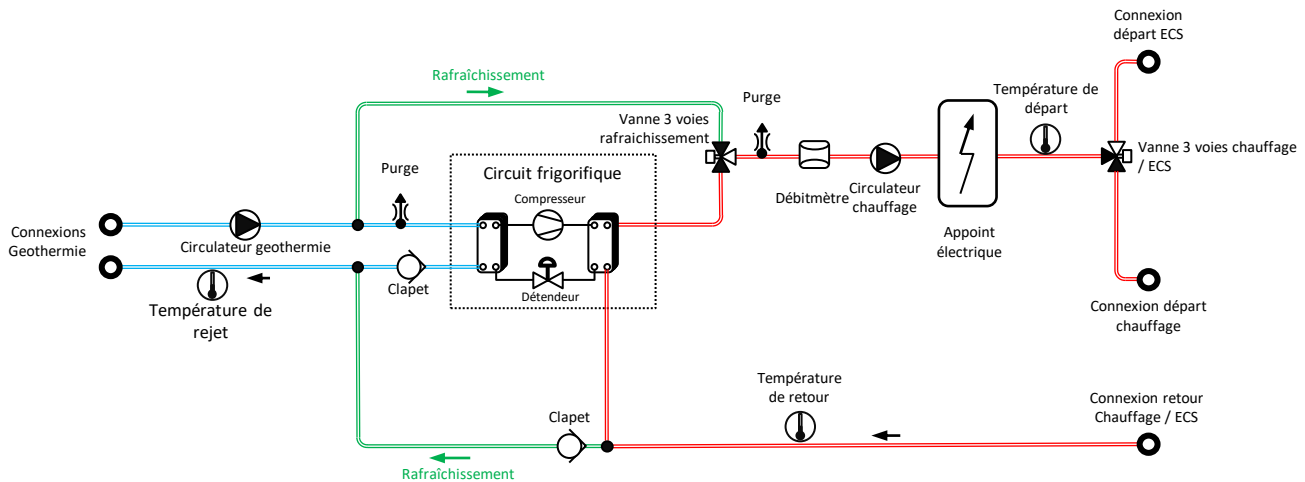 Connexion
départ ECS
Rafraîchissement
Température de
départ
Purge
Vanne 3 voies
rafraichissement
Vanne 3 voies chauffage
/ ECS
Purge
Circuit frigorifique
Compresseur
Débitmètre
Circulateur
chauffage
Appoint
électrique
Connexions
Geothermie
Circulateur geothermie
Clapet
Détendeur
Température de
rejet
Connexion départ
chauffage
Température
de retour
Connexion retour
Chauffage / ECS
Clapet
Rafraîchissement